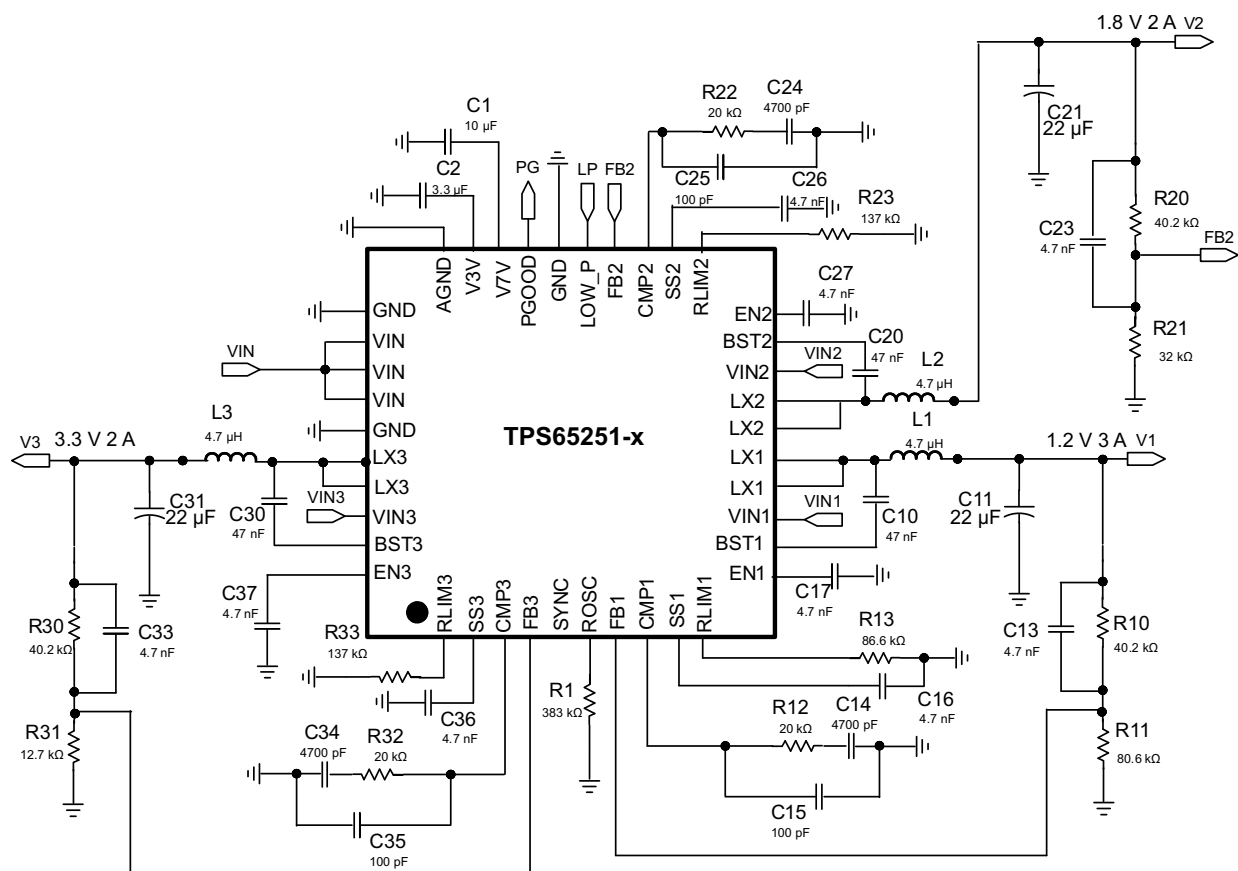 1.8 V 2 A
V2
C21
22 µF
R20
40.2 kΩ
C23
4.7 nF
FB2
R21
32 kΩ
C1
10 µF
C2
3.3 µF
PG
LP
FB2
R22
20 kΩ
C24
4700 pF
C25
100 pF
C26
4.7 nF
R23
137 kΩ
AGND
V3V
V7V
PGOOD
GND
LOW_P
FB2
CMP2
SS2
RLIM2
C27
4.7 nF
GND
VIN
VIN
VIN
GND
LX3
LX3
VIN3
BST3
EN3
VIN
VIN3
TPS65251-x
EN2
BST2
VIN2
LX2
LX2
LX1
LX1
VIN1
BST1
EN1
VIN2
VIN1
C20
47 nF
L2
4.7 µH
L1
4.7 µH
1.2 V 3 A
V1
C11
22 µF
C10
47 nF
C17
4.7 nF
L3
4.7 µH
V3
3.3 V 2 A
C31
22 µF
C30
47 nF
C37
4.7 nF
R30
40.2 kΩ
C33
4.7 nF
R31
12.7 kΩ
RLIM3
SS3
CMP3
FB3
SYNC
ROSC
FB1
CMP1
SS1
RLIM1
R33
137 kΩ
C36
4.7 nF
C34
4700 pF
R32
20 kΩ
C35
100 pF
R1
383 kΩ
R13
86.6 kΩ
C16
4.7 nF
R12
20 kΩ
C14
4700 pF
C15
100 pF
C13
4.7 nF
R10
40.2 kΩ
R11
80.6 kΩ